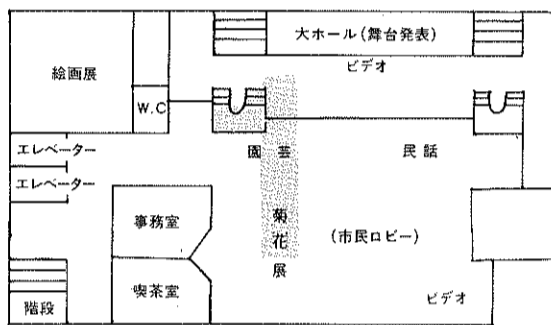 大ホール(舞台発表)
ビデオ
絵画展
W.C
エレベーター
園芸
民話
エレベーター
事務室
菊花展
(市民ロビー)
喫茶室
ビデオ
階段